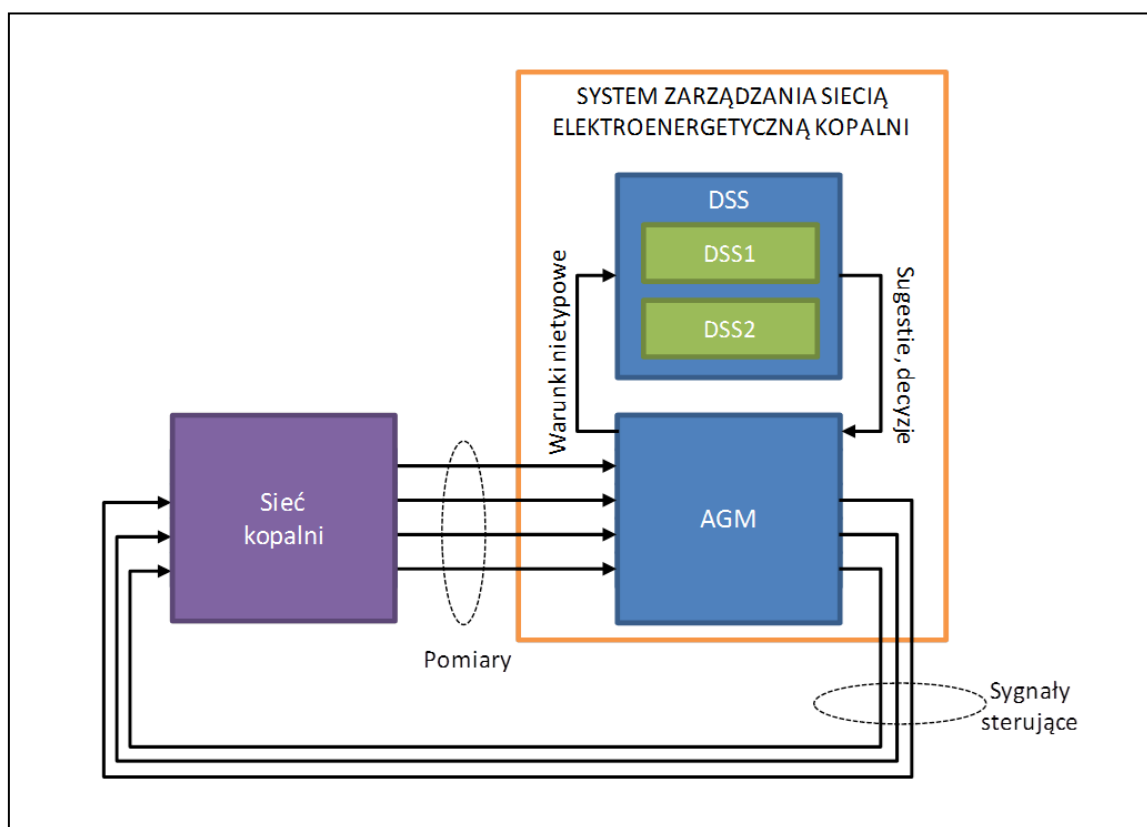 SYSTEM ZARZĄDZANIA SIECIĄ
ELEKTROENERGETYCZNĄ KOPALNI
DSS
DSS1
DSS2
Warunki nietypowe
Sugestie, decyzje
Sieć
kopalni
AGM
Pomiary
Sygnały
sterujące